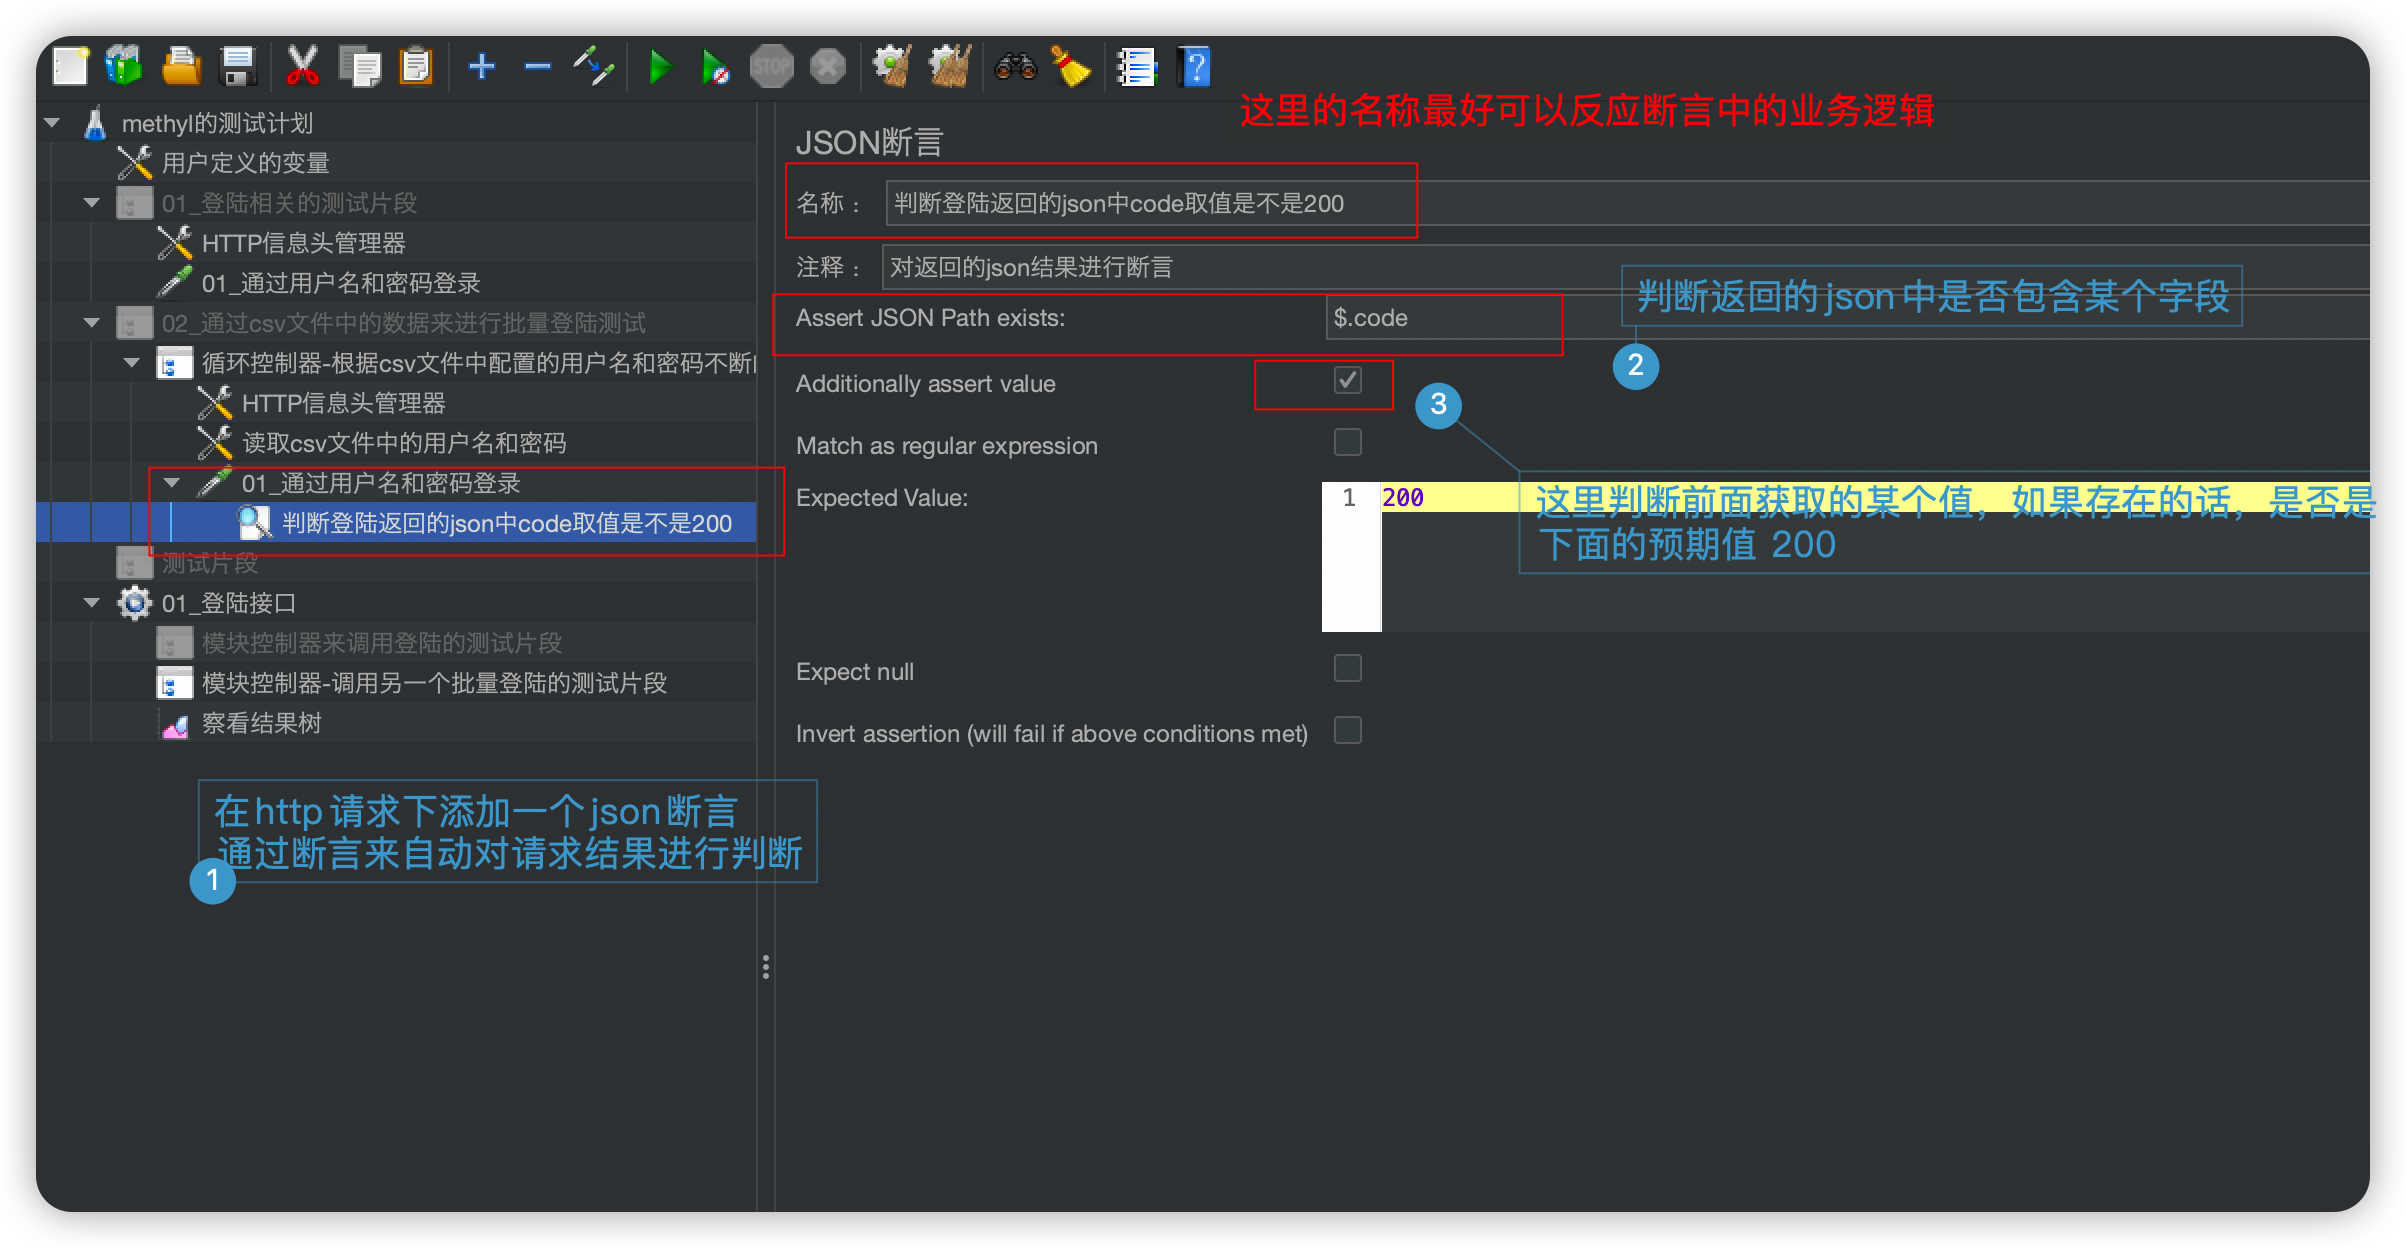 STOP
methyl的测试计划
用户定义的变量
01_登陆相关的测试片段
HTTP信息头管理器
01_通过用户名和密码登录
02_通过csv文件中的数据来进行批量登陆测试
循环控制器-根据csv文件中配置的用户名和密码不断
HTTP信息头管理器
读取csv文件中的用户名和密码
01_通过用户名和密码登录
判断登陆返回的json中code取值是不是200
测试片段
01_登陆接口
模块控制器来调用登陆的测试片段
模块控制器-调用另一个批量登陆的测试片段
察看结果树
在http请求下添加一个json断言
通过断言来自动对请求结果进行判断
1
这里的名称最好可以反应断言中的业务逻辑
JSON断言
名称： 判断登陆返回的json中code取值是不是200
注释： 对返回的json结果进行断言
判断返回的json中是否包含某个字段
2
Assert JSON Path exists: $.code
Additionally assert value
3
Match as regular expression
Expected Value: 1 200
这里判断前面获取的某个值，如果存在的话，是否是
下面的预期值 200
Expect null
Invert assertion (will fail if above conditions met)